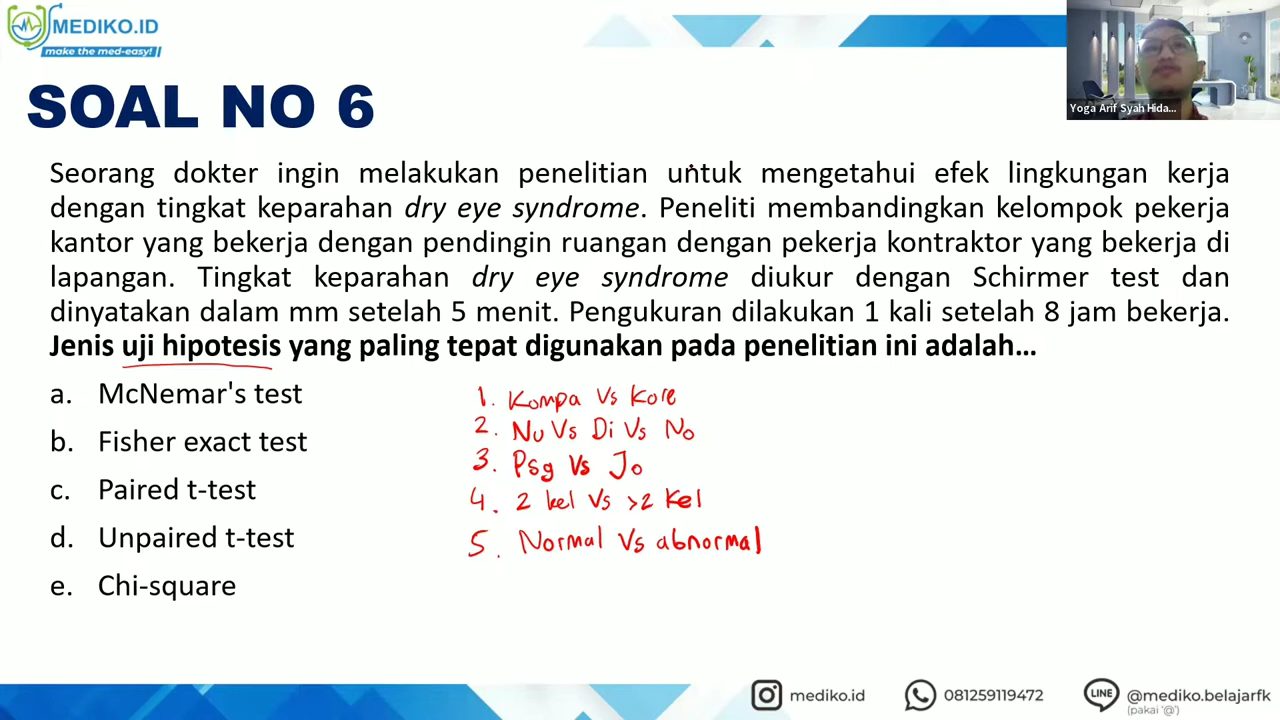 MEDIKO.ID
make the med-easy!
Yoga Arif Syah Hida...
SOAL NO 6
Seorang dokter ingin melakukan penelitian untuk mengetahui efek lingkungan kerja
dengan tingkat keparahan dry eye syndrome. Peneliti membandingkan kelompok pekerja
kantor yang bekerja dengan pendingin ruangan dengan pekerja kontraktor yang bekerja di
lapangan. Tingkat keparahan dry eye syndrome diukur dengan Schirmer test dan
dinyatakan dalam mm setelah 5 menit. Pengukuran dilakukan 1 kali setelah 8 jam bekerja.
Jenis uji hipotesis yang paling tepat digunakan pada penelitian ini adalah...
a. McNemar's test
b. Fisher exact test
c. Paired t-test
d. Unpaired t-test
e. Chi-square
1. Kompa Vs Kore
2. Nu Vs Di Vs No
3. Psg Vs Jo
4. 2 kel Vs >2 Kel
5. Normal Vs abnormal
mediko.id
081259119472
LINE
@mediko.belajarfk
(pakai '@')